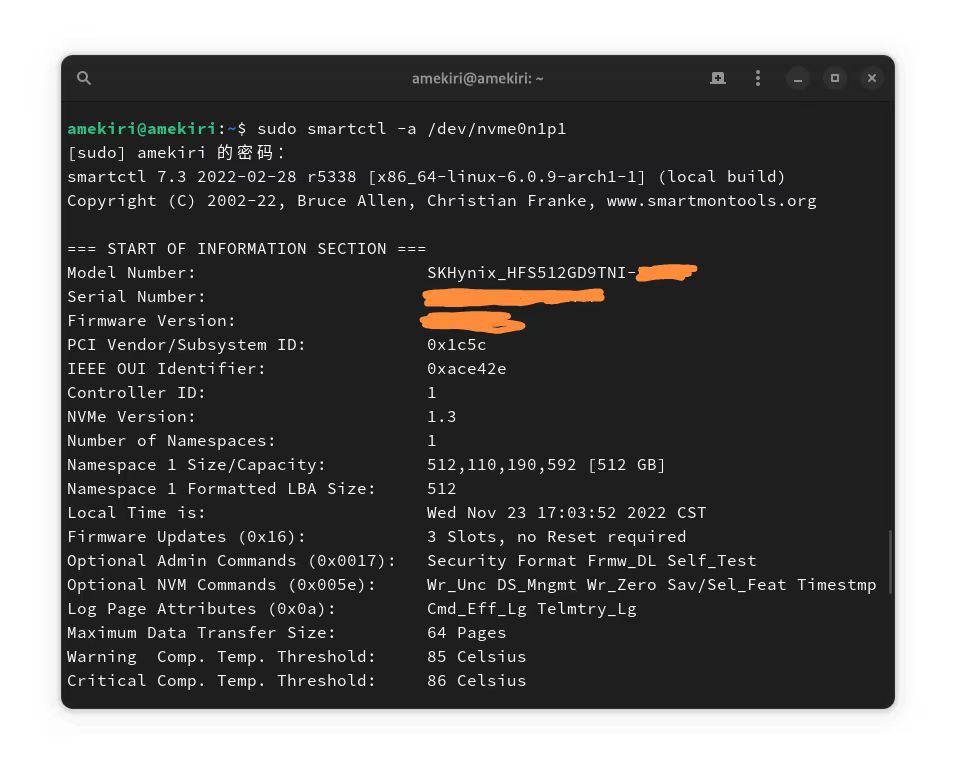 amekiri@amekiri: ~
amekiri@amekiri:~$ sudo smartctl -a /dev/nvme0n1p1
[sudo] amekiri 的密码：
smartctl 7.3 2022-02-28 r5338 [x86_64-linux-6.0.9-arch1-1] (local build)
Copyright (C) 2002-22, Bruce Allen, Christian Franke, www.smartmontools.org
=== START OF INFORMATION SECTION ===
Model Number: SKHynix_HFS512GD9TNI-
Serial Number:
Firmware Version:
PCI Vendor/Subsystem ID: 0x1c5c
IEEE OUI Identifier: 0xace42e
Controller ID: 1
NVMe Version: 1.3
Number of Namespaces: 1
Namespace 1 Size/Capacity: 512,110,190,592 [512 GB]
Namespace 1 Formatted LBA Size: 512
Local Time is: Wed Nov 23 17:03:52 2022 CST
Firmware Updates (0x16): 3 Slots, no Reset required
Optional Admin Commands (0x0017): Security Format Frmw_DL Self_Test
Optional NVM Commands (0x005e): Wr_Unc DS_Mngmt Wr_Zero Sav/Sel_Feat Timestmp
Log Page Attributes (0x0a): Cmd_Eff_Lg Telmtry_Lg
Maximum Data Transfer Size: 64 Pages
Warning  Comp. Temp. Threshold: 85 Celsius
Critical Comp. Temp. Threshold: 86 Celsius